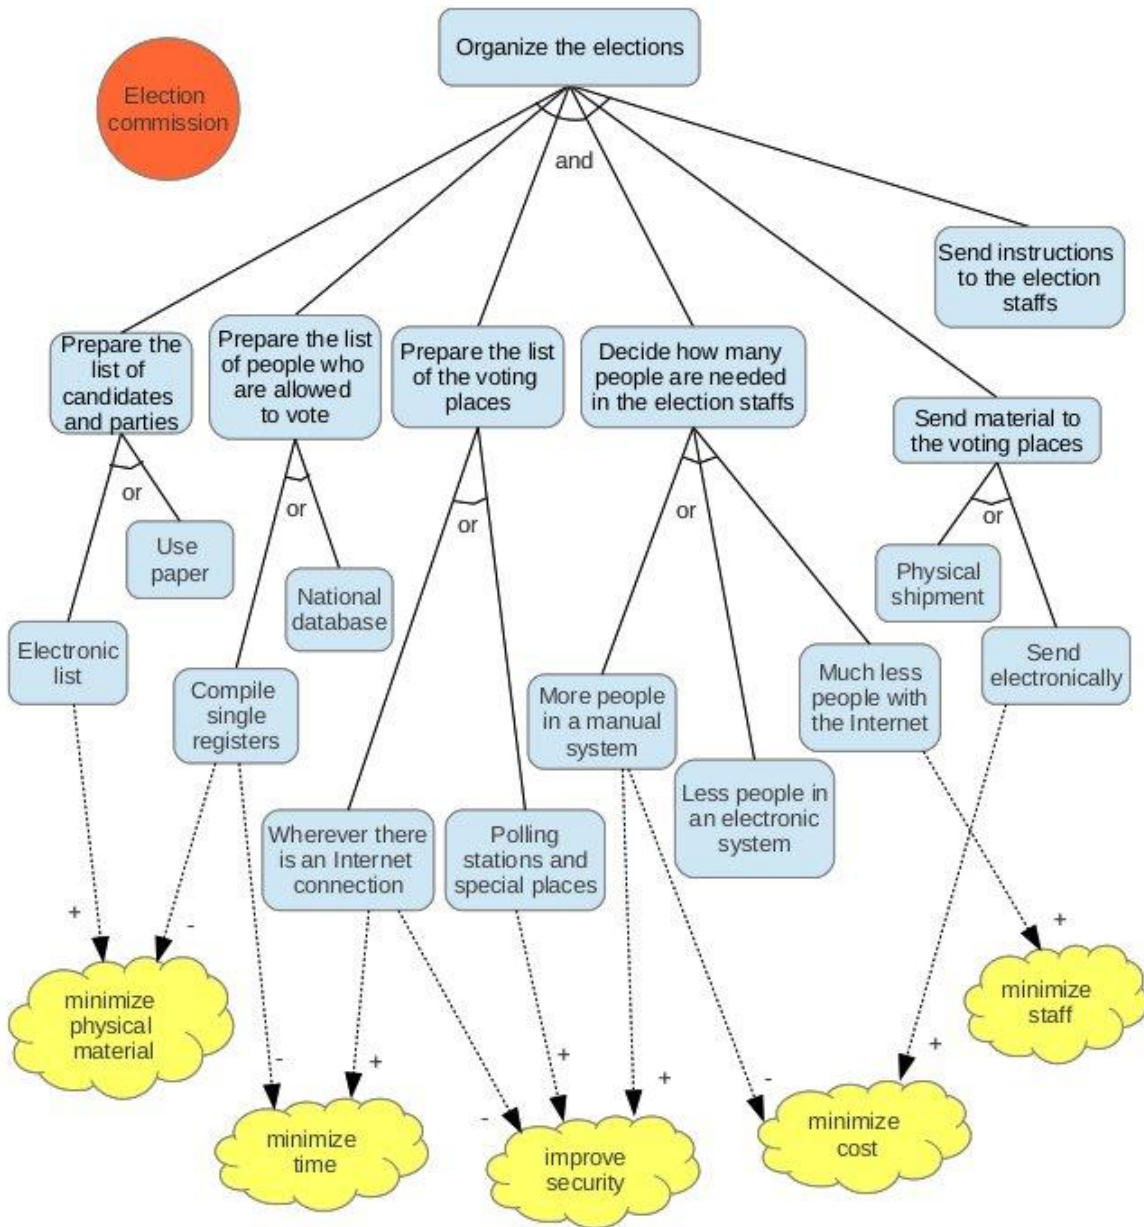 Organize the elections
Election
commission
and
Send instructions
to the election
staffs
Prepare the
list of
candidates
and parties
Prepare the list
of people who
are allowed
to vote
Prepare the list
of the voting
places
Decide how many
people are needed
in the election staffs
Send material to
the voting places
or
or
or
or
or
Use
paper
National
database
Physical
shipment
Electronic
list
Compile
single
registers
More people
in a manual
system
Much less
people with
the Internet
Send
electronically
Wherever there
is an Internet
connection
Polling
stations and
special places
Less people in
an electronic
system
+
-
+
minimize
physical
material
minimize
staff
-
+
+
+
-
-
+
minimize
time
improve
security
minimize
cost